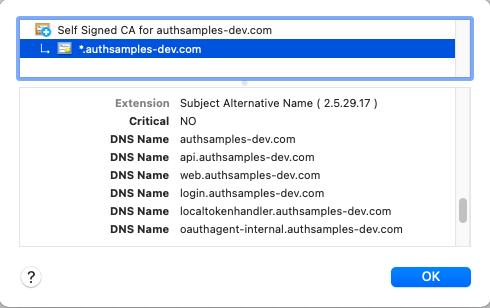 Self Signed CA for authsamples-dev.com
*.authsamples-dev.com
Extension Subject Alternative Name ( 2.5.29.17 )
Critical NO
DNS Name authsamples-dev.com
DNS Name api.authsamples-dev.com
DNS Name web.authsamples-dev.com
DNS Name login.authsamples-dev.com
DNS Name localtokenhandler.authsamples-dev.com
DNS Name oauthagent-internal.authsamples-dev.com
? OK